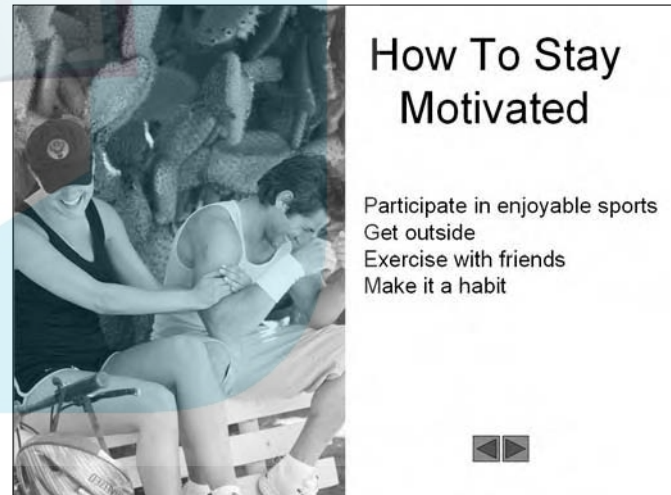 How To Stay
Motivated
Participate in enjoyable sports
Get outside
Exercise with friends
Make it a habit